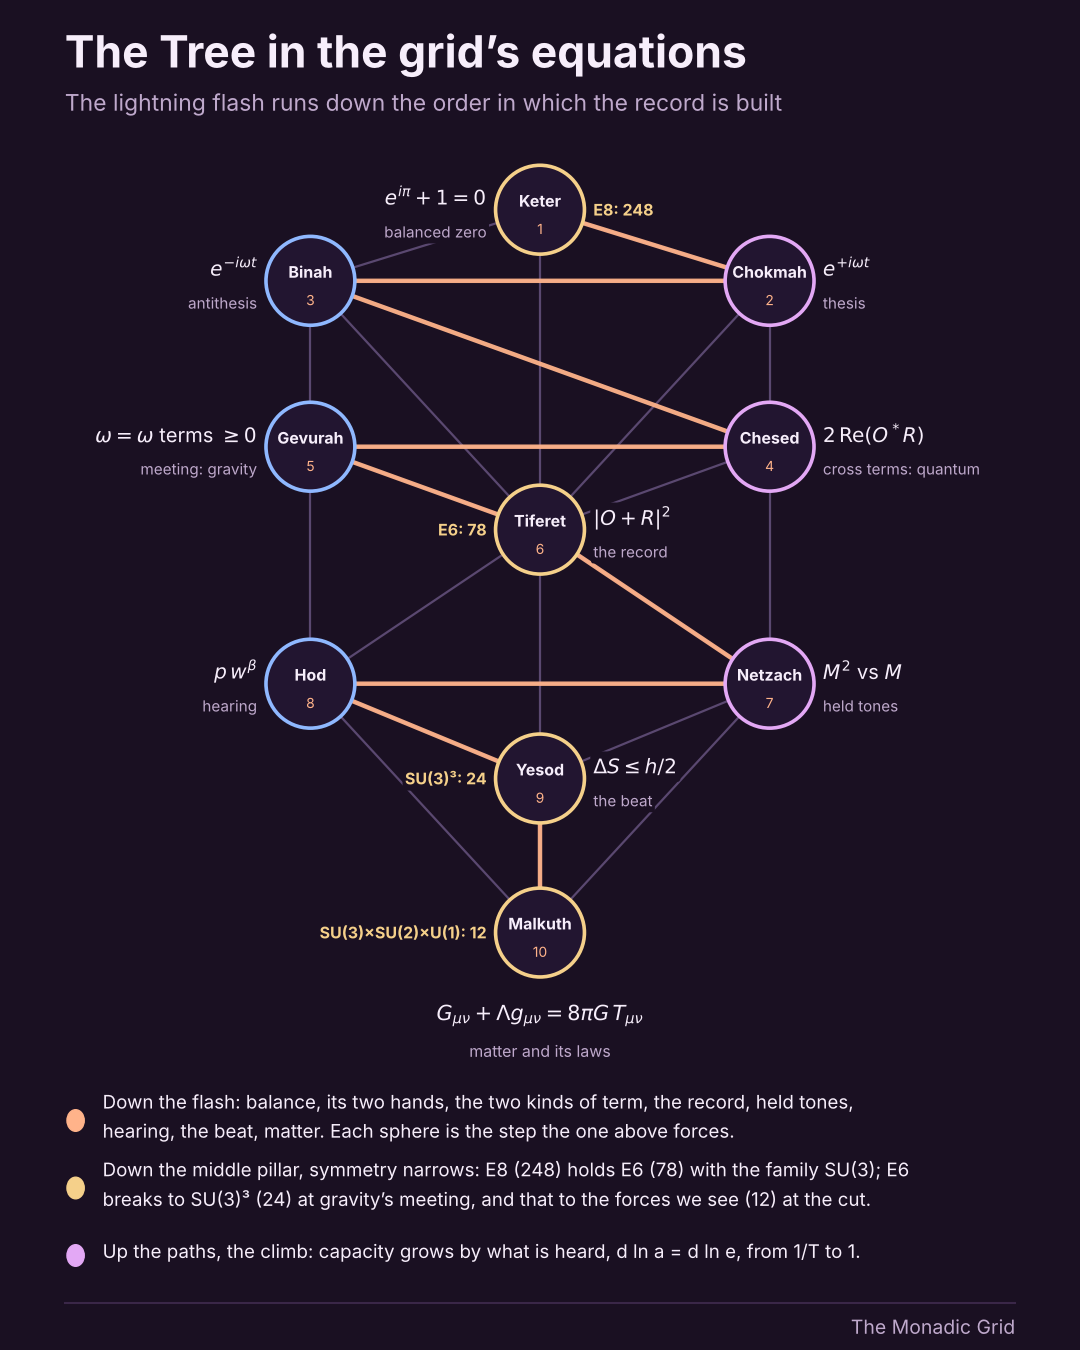 The Tree in the grid’s equations
The lightning flash runs down the order in which the record is built
e^{iπ} + 1 = 0
balanced zero
Keter
1
E8: 248
e^{−iωt}
antithesis
Binah
3
Chokmah
2
e^{+iωt}
thesis
ω = ω terms ≥ 0
meeting: gravity
Gevurah
5
Chesed
4
2 Re(O*R)
cross terms: quantum
E6: 78
Tiferet
6
|O + R|²
the record
p w^β
hearing
Hod
8
Netzach
7
M² vs M
held tones
SU(3)³: 24
Yesod
9
ΔS ≤ h/2
the beat
SU(3)×SU(2)×U(1): 12
Malkuth
10
G_{μν} + Λg_{μν} = 8πG T_{μν}
matter and its laws
Down the flash: balance, its two hands, the two kinds of term, the record, held tones,
hearing, the beat, matter. Each sphere is the step the one above forces.
Down the middle pillar, symmetry narrows: E8 (248) holds E6 (78) with the family SU(3); E6
breaks to SU(3)³ (24) at gravity’s meeting, and that to the forces we see (12) at the cut.
Up the paths, the climb: capacity grows by what is heard, d ln a = d ln e, from 1/T to 1.
The Monadic Grid